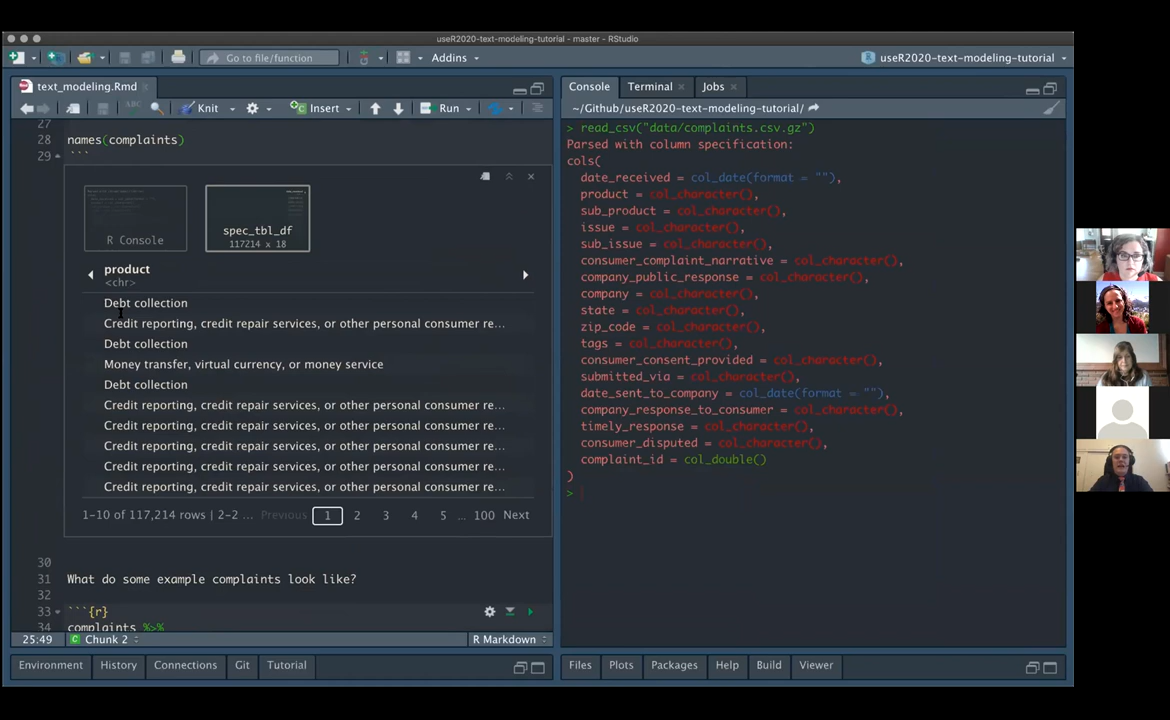 useR2020-text-modeling-tutorial - master - RStudio
Go to file/function
Addins
useR2020-text-modeling-tutorial
text_modeling.Rmd
Knit
Insert
Run
27
28 names(complaints)
29 ```
R Console
spec_tbl_df
117214 x 18
product
<chr>
Debt collection
Credit reporting, credit repair services, or other personal consumer re...
Debt collection
Money transfer, virtual currency, or money service
Debt collection
Credit reporting, credit repair services, or other personal consumer re...
Credit reporting, credit repair services, or other personal consumer re...
Credit reporting, credit repair services, or other personal consumer re...
Credit reporting, credit repair services, or other personal consumer re...
Credit reporting, credit repair services, or other personal consumer re...
1-10 of 117,214 rows | 2-2 ... Previous 1 2 3 4 5 ... 100 Next
30
31 What do some example complaints look like?
32
33 ```{r}
34 complaints %>%
25:49 Chunk 2 R Markdown
Environment History Connections Git Tutorial
Console Terminal Jobs
~/Github/useR2020-text-modeling-tutorial/
> read_csv("data/complaints.csv.gz")
Parsed with column specification:
cols(
date_received = col_date(format = ""),
product = col_character(),
sub_product = col_character(),
issue = col_character(),
sub_issue = col_character(),
consumer_complaint_narrative = col_character(),
company_public_response = col_character(),
company = col_character(),
state = col_character(),
zip_code = col_character(),
tags = col_character(),
consumer_consent_provided = col_character(),
submitted_via = col_character(),
date_sent_to_company = col_date(format = ""),
company_response_to_consumer = col_character(),
timely_response = col_character(),
consumer_disputed = col_character(),
complaint_id = col_double()
)
>
Files Plots Packages Help Build Viewer